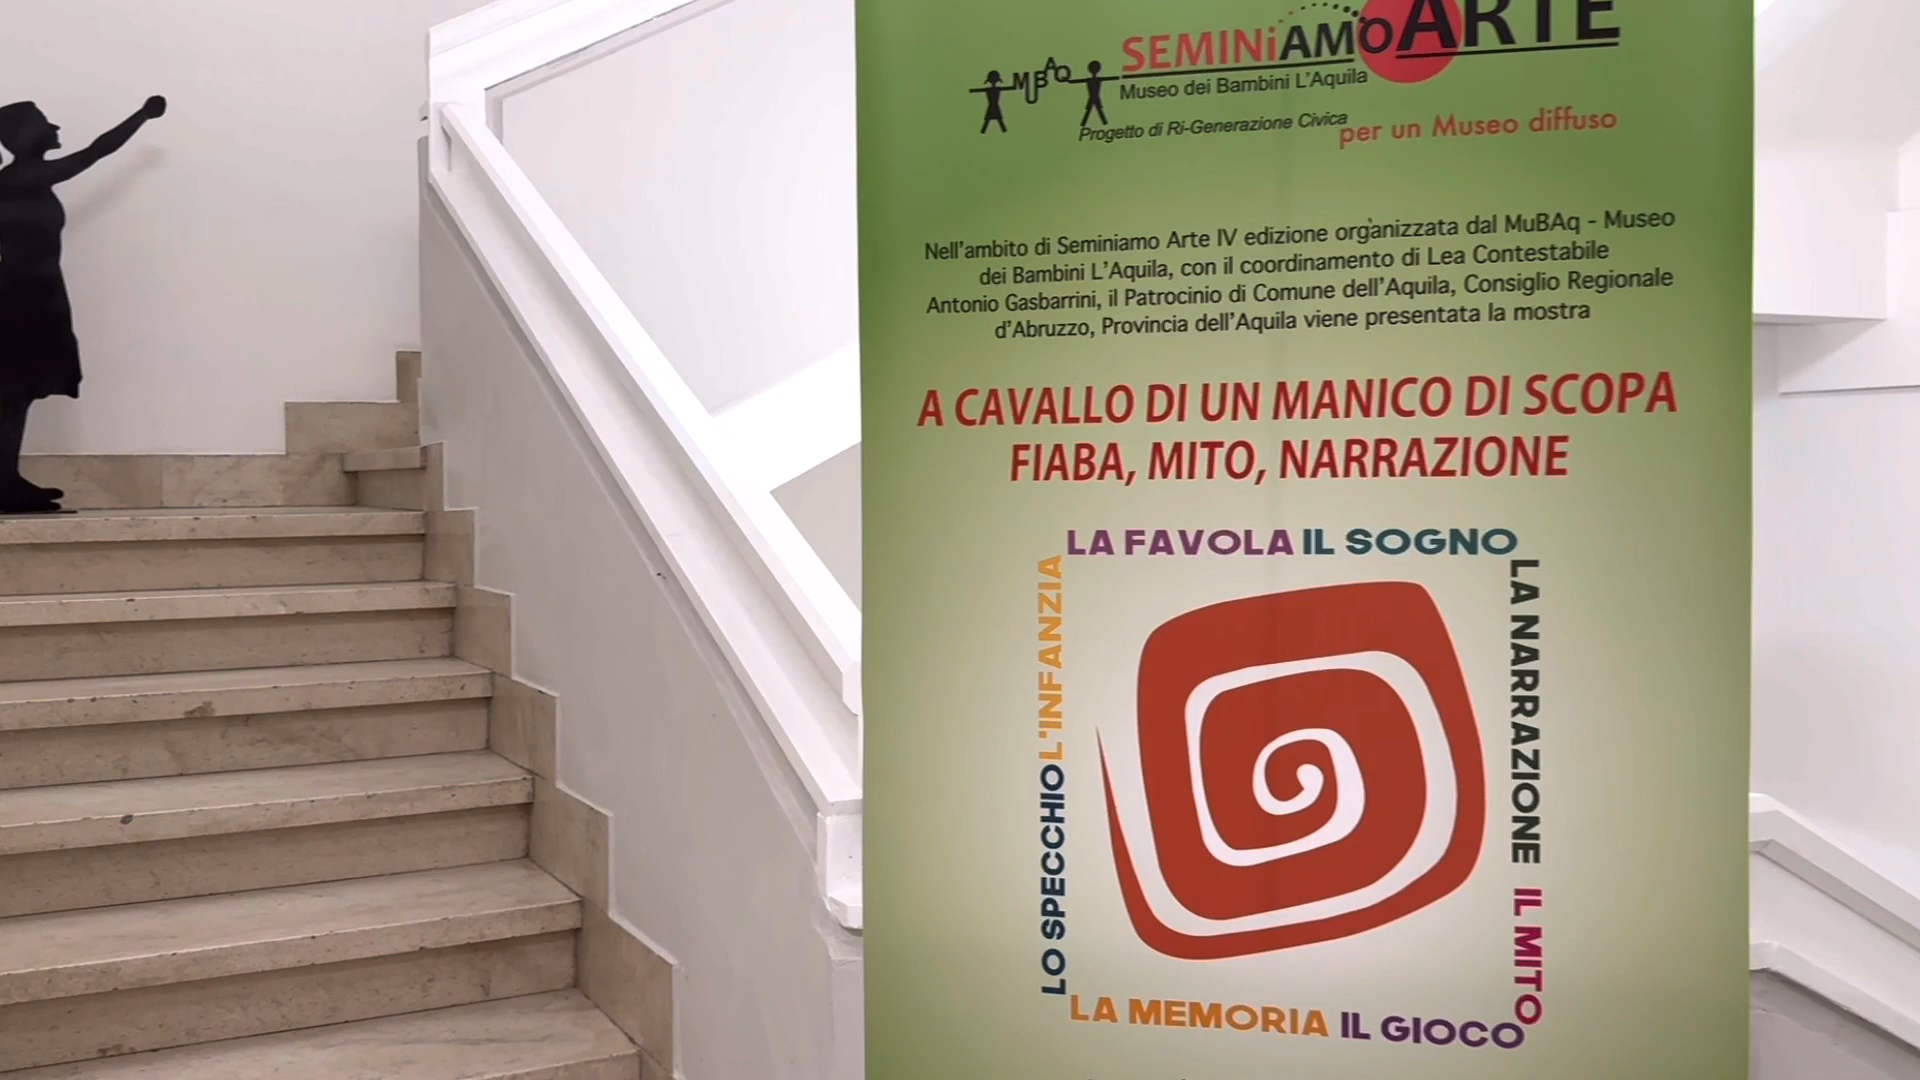 SEMINiAMOARTE
MUBAQ
Museo dei Bambini L'Aquila
Progetto di Ri-Generazione Civica
per un Museo diffuso
Nell'ambito di Seminiamo Arte IV edizione organizzata dal MuBAq - Museo
dei Bambini L'Aquila, con il coordinamento di Lea Contestabile
Antonio Gasbarrini, il Patrocinio di Comune dell'Aquila, Consiglio Regionale
d'Abruzzo, Provincia dell'Aquila viene presentata la mostra
A CAVALLO DI UN MANICO DI SCOPA
FIABA, MITO, NARRAZIONE
LA FAVOLA IL SOGNO
LA NARRAZIONE IL MITO
LO SPECCHIO L'INFANZIA
LA MEMORIA IL GIOCO